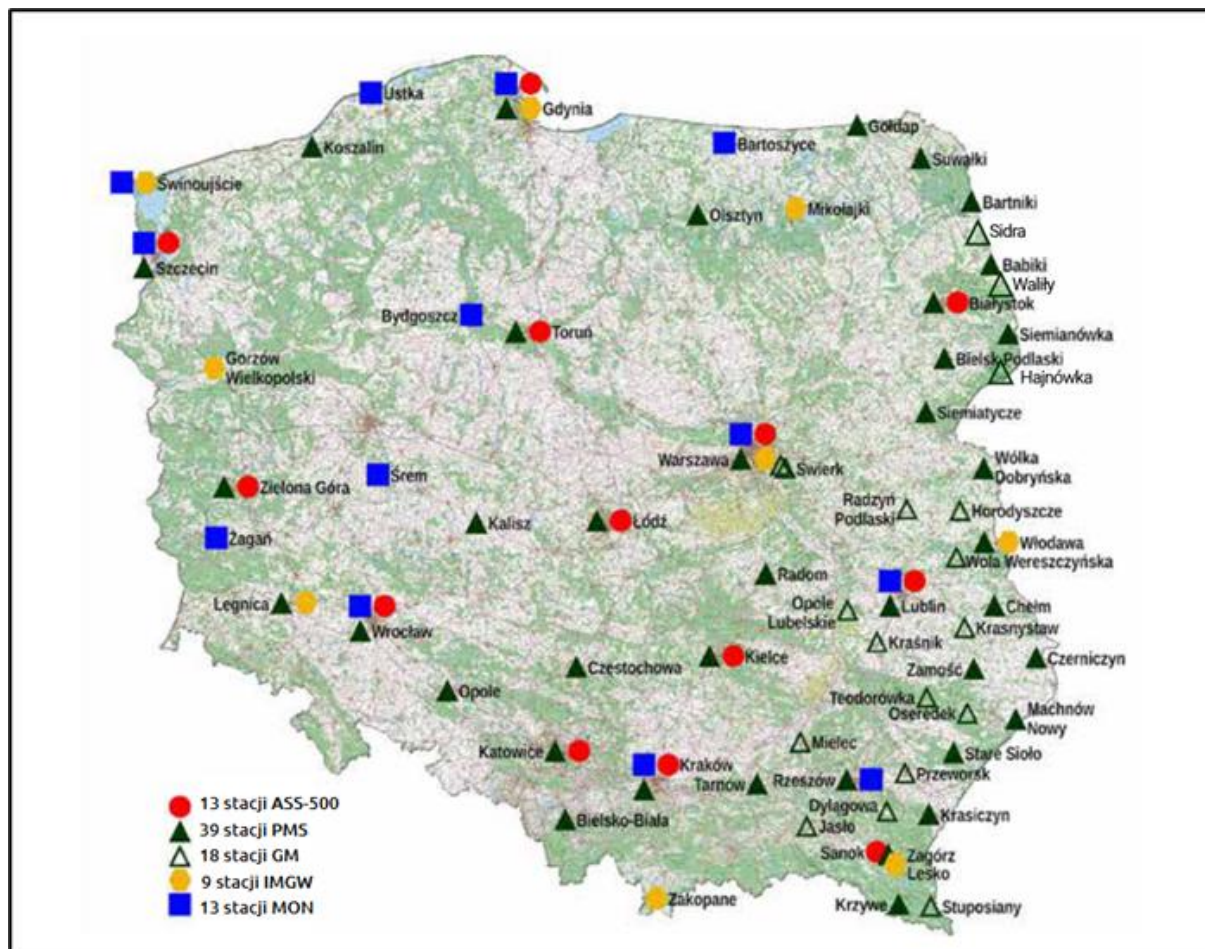 Ustka
Gdynia
Bartoszyce
Gołdap
Koszalin
Suwałki
Świnoujście
Olsztyn
Mikołajki
Bartniki
Sidra
Szczecin
Babiki
Waliły
Białystok
Bydgoszcz
Toruń
Siemianówka
Gorzów
Wielkopolski
Bielsk Podlaski
Hajnówka
Siemiatycze
Warszawa
Świerk
Wólka
Dobryńska
Śrem
Zielona Góra
Radzyń
Podlaski
Horodyszcze
Kalisz
Łódź
Żagań
Włodawa
Wola Wereszczyńska
Radom
Legnica
Opole
Lubelskie
Lublin
Chełm
Wrocław
Krasnystaw
Kraśnik
Kielce
Częstochowa
Zamość
Czerniczyn
Opole
Teodorówka
Oseredek
Machnów
Nowy
Mielec
Katowice
Kraków
Stare Sioło
Tarnów
Rzeszów
Przeworsk
Bielsko-Biała
Dylągowa
Krasiczyn
Jasło
Sanok
Zagórz
Lesko
Zakopane
Krzywe
Stuposiany
13 stacji ASS-500
39 stacji PMS
18 stacji GM
9 stacji IMGW
13 stacji MON